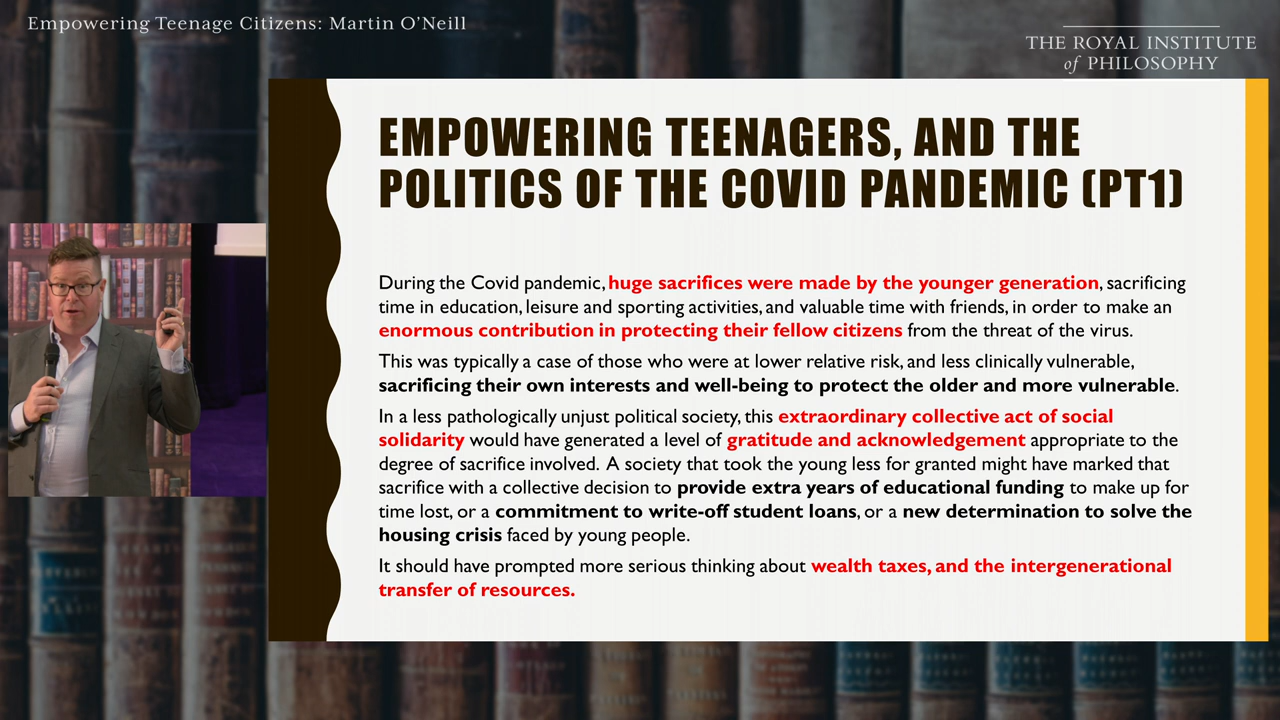 Empowering Teenage Citizens: Martin O'Neill
THE ROYAL INSTITUTE
of PHILOSOPHY
EMPOWERING TEENAGERS, AND THE
POLITICS OF THE COVID PANDEMIC (PT1)
During the Covid pandemic, huge sacrifices were made by the younger generation, sacrificing
time in education, leisure and sporting activities, and valuable time with friends, in order to make an
enormous contribution in protecting their fellow citizens from the threat of the virus.
This was typically a case of those who were at lower relative risk, and less clinically vulnerable,
sacrificing their own interests and well-being to protect the older and more vulnerable.
In a less pathologically unjust political society, this extraordinary collective act of social
solidarity would have generated a level of gratitude and acknowledgement appropriate to the
degree of sacrifice involved. A society that took the young less for granted might have marked that
sacrifice with a collective decision to provide extra years of educational funding to make up for
time lost, or a commitment to write-off student loans, or a new determination to solve the
housing crisis faced by young people.
It should have prompted more serious thinking about wealth taxes, and the intergenerational
transfer of resources.